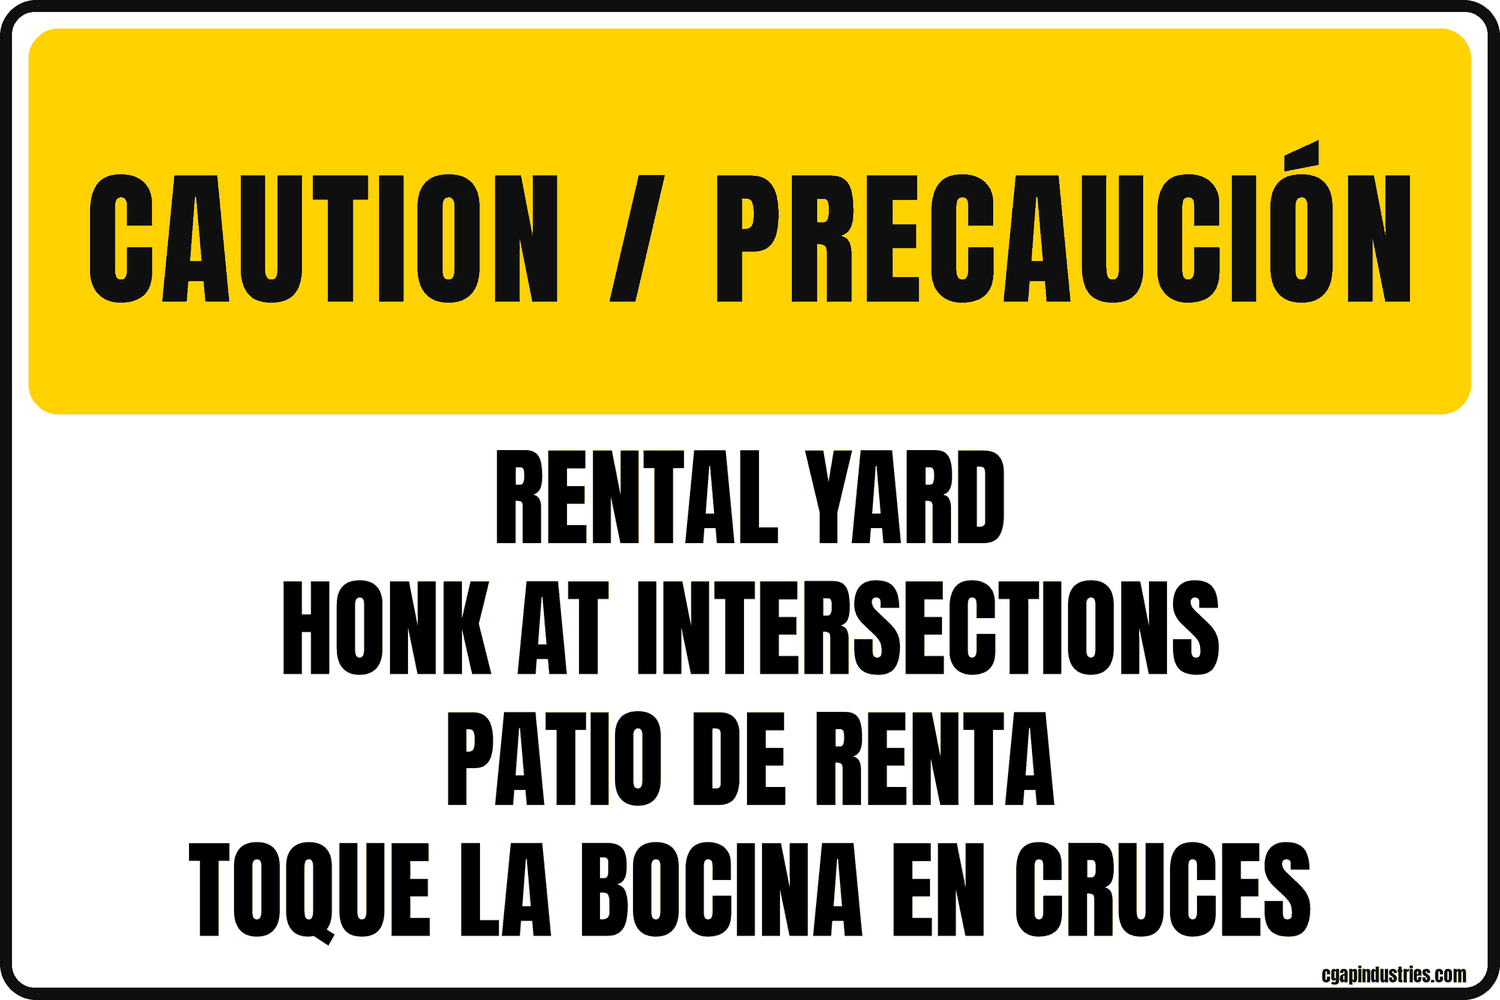 CAUTION / PRECAUCIÓN
RENTAL YARD
HONK AT INTERSECTIONS
PATIO DE RENTA
TOQUE LA BOCINA EN CRUCES
cgapindustries.com